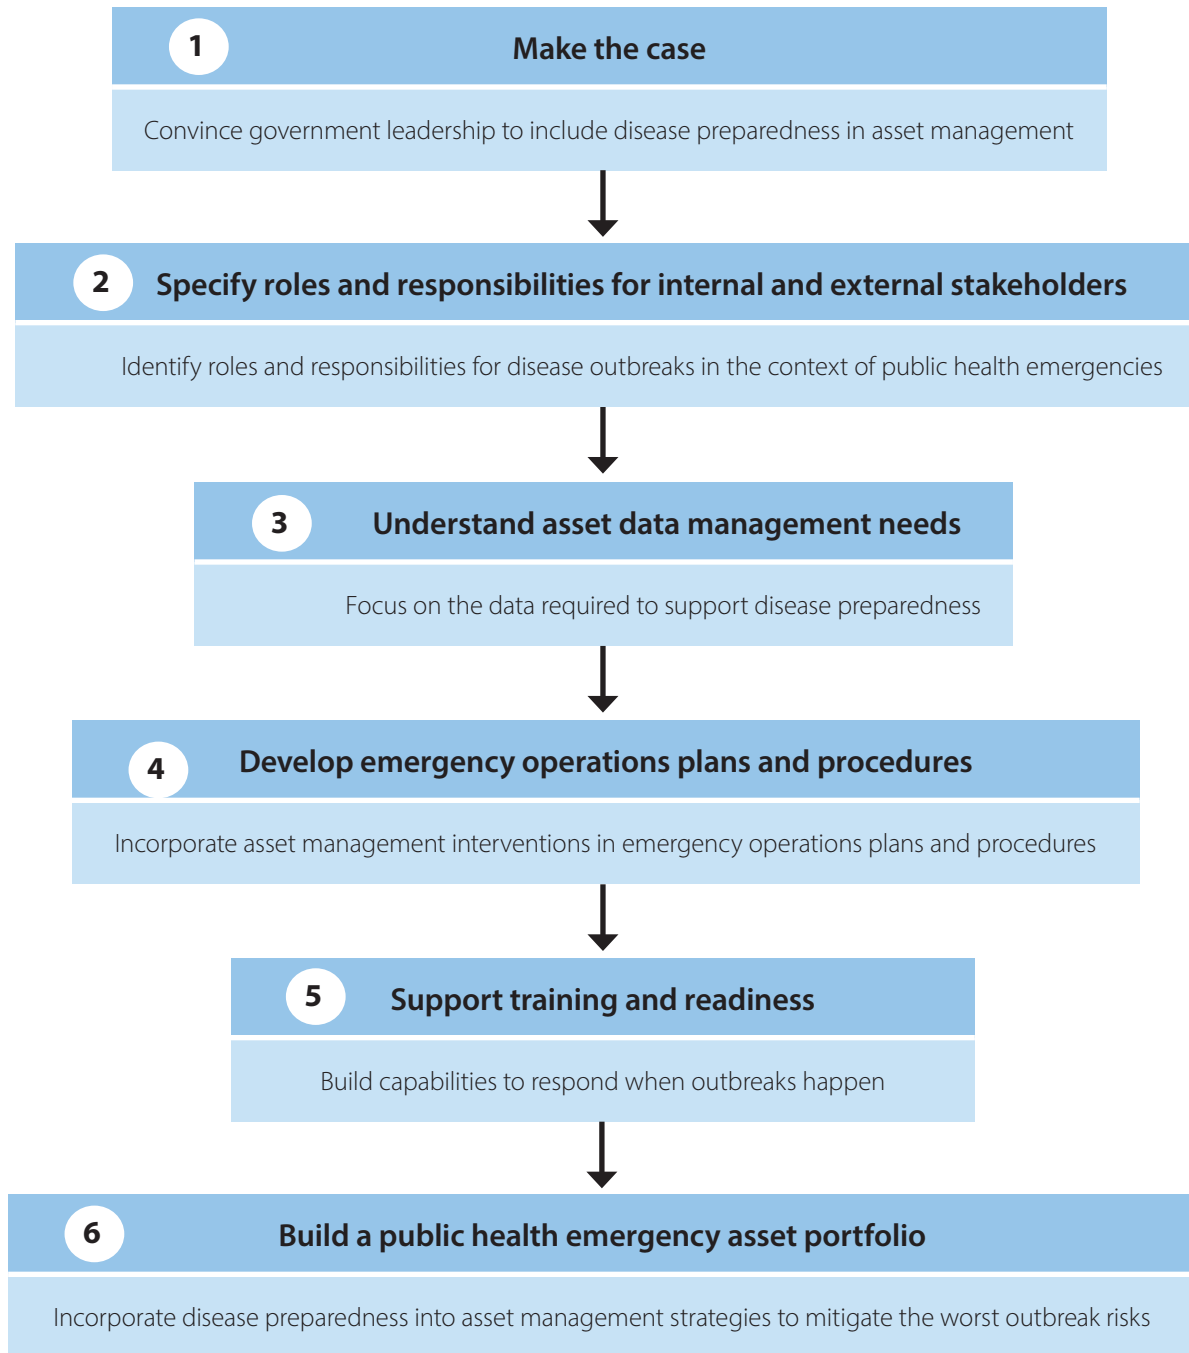 1 Make the case
Convince government leadership to include disease preparedness in asset management
2 Specify roles and responsibilities for internal and external stakeholders
Identify roles and responsibilities for disease outbreaks in the context of public health emergencies
3 Understand asset data management needs
Focus on the data required to support disease preparedness
4 Develop emergency operations plans and procedures
Incorporate asset management interventions in emergency operations plans and procedures
5 Support training and readiness
Build capabilities to respond when outbreaks happen
6 Build a public health emergency asset portfolio
Incorporate disease preparedness into asset management strategies to mitigate the worst outbreak risks